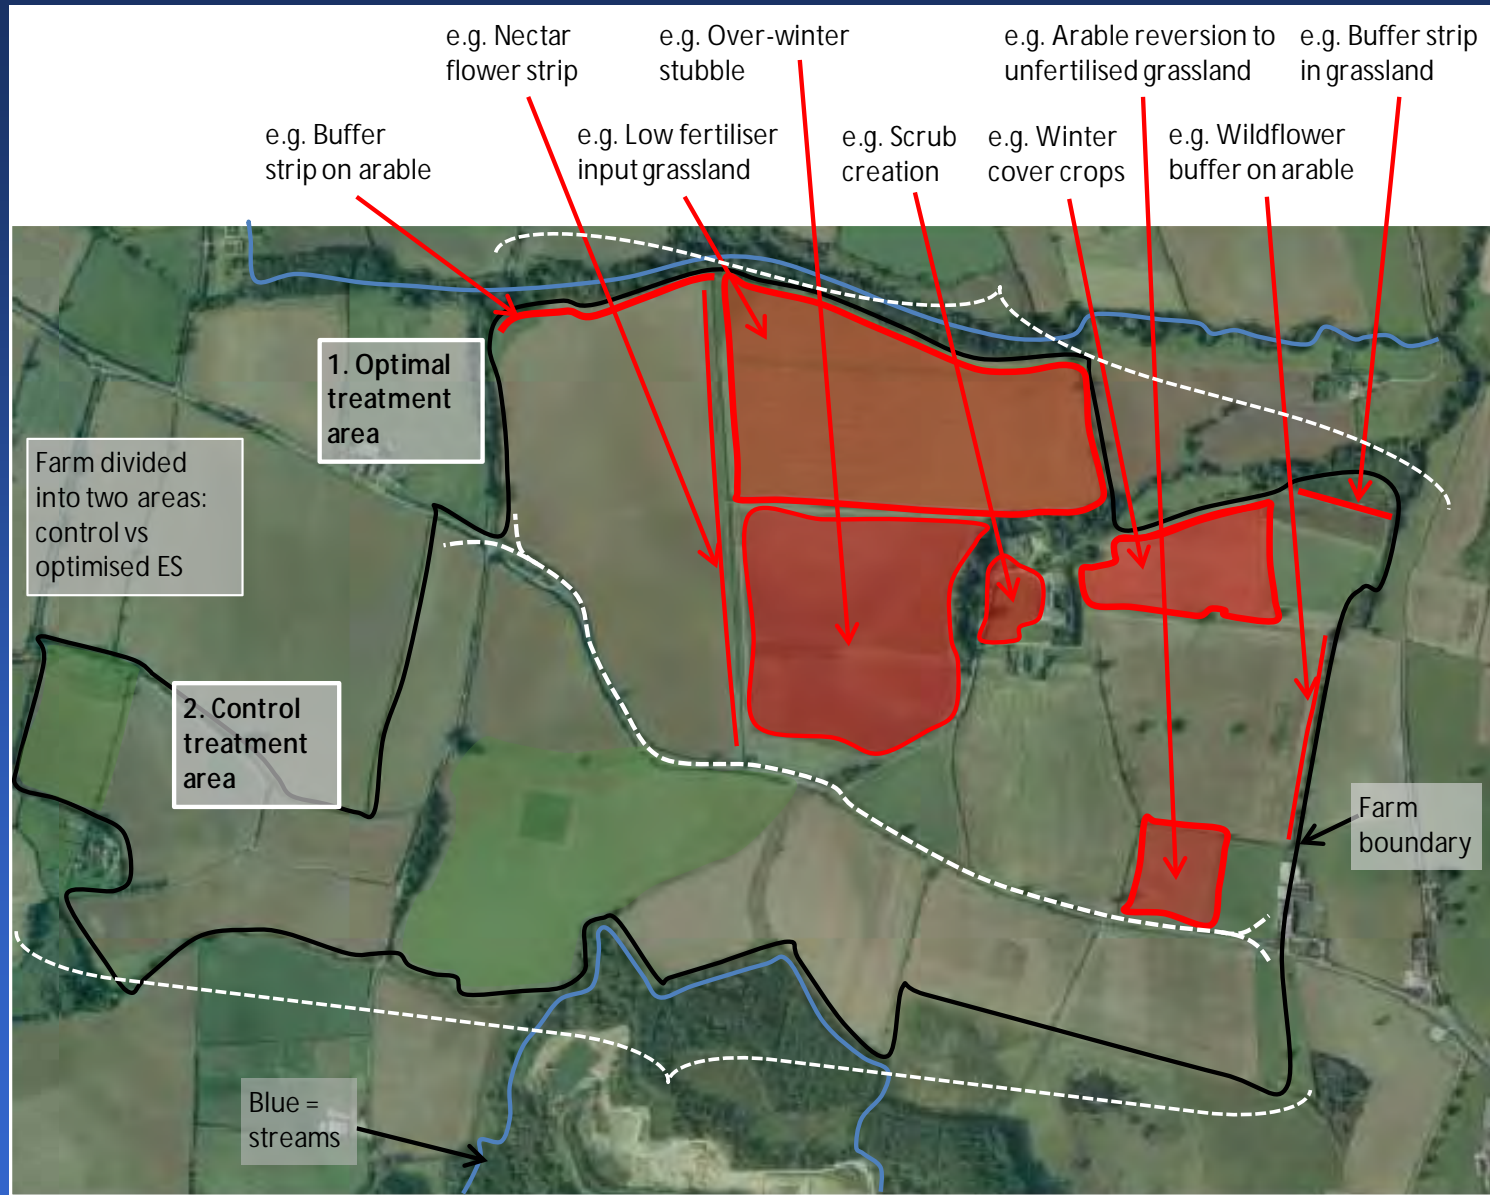 e.g. Nectar
flower strip
e.g. Over-winter
stubble
e.g. Arable reversion to
unfertilised grassland
e.g. Buffer strip
in grassland
e.g. Buffer
strip on arable
e.g. Low fertiliser
input grassland
e.g. Scrub
creation
e.g. Winter
cover crops
e.g. Wildflower
buffer on arable
1. Optimal
treatment
area
Farm divided
into two areas:
control vs
optimised ES
2. Control
treatment
area
Farm
boundary
Blue =
streams